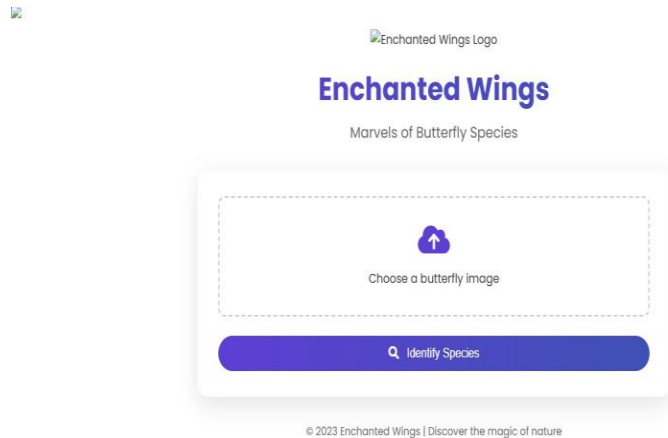 Enchanted Wings Logo
Enchanted Wings
Marvels of Butterfly Species
Choose a butterfly image
Identify Species
© 2023 Enchanted Wings | Discover the magic of nature